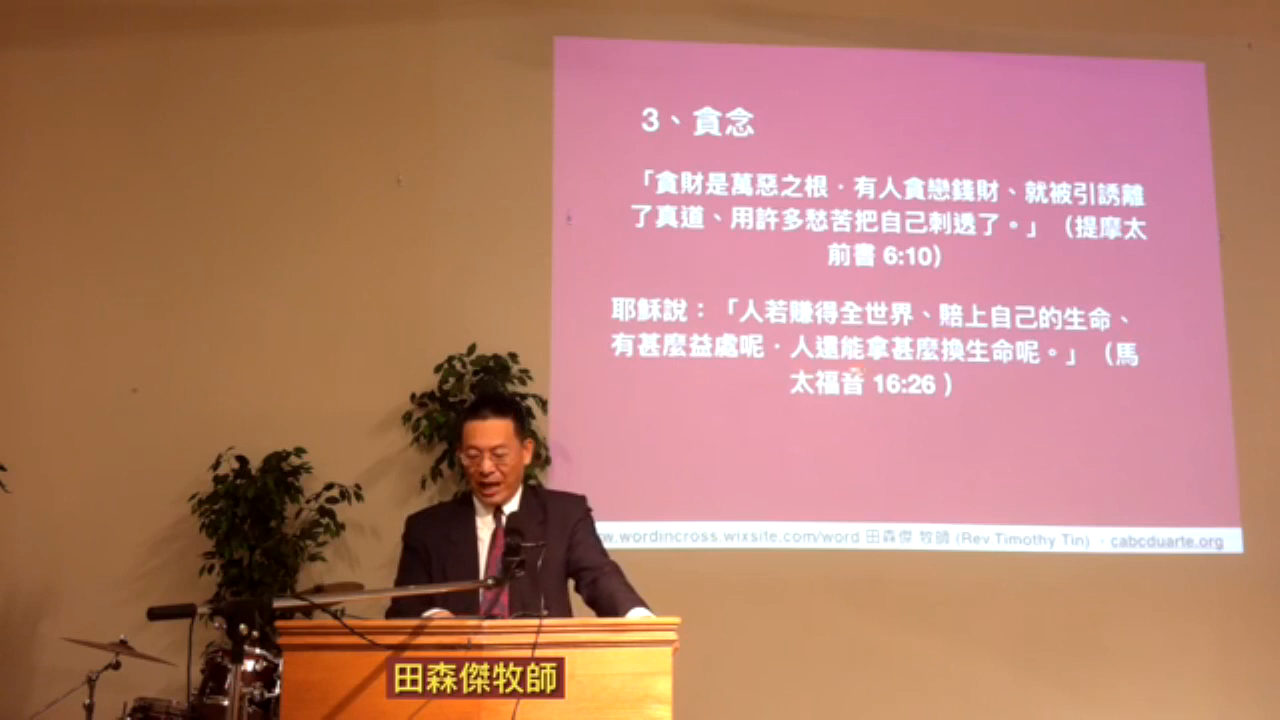 3、貪念
「貪財是萬惡之根．有人貪戀錢財、就被引誘離
了真道、用許多愁苦把自己刺透了。」（提摩太
前書 6:10）
耶穌說：「人若賺得全世界、賠上自己的生命、
有甚麼益處呢．人還能拿甚麼換生命呢。」（馬
太福音 16:26 ）
w.wordincross.wixsite.com/word 田森傑 牧師 (Rev Timothy Tin) ，cabcduarte.org
田森傑牧師